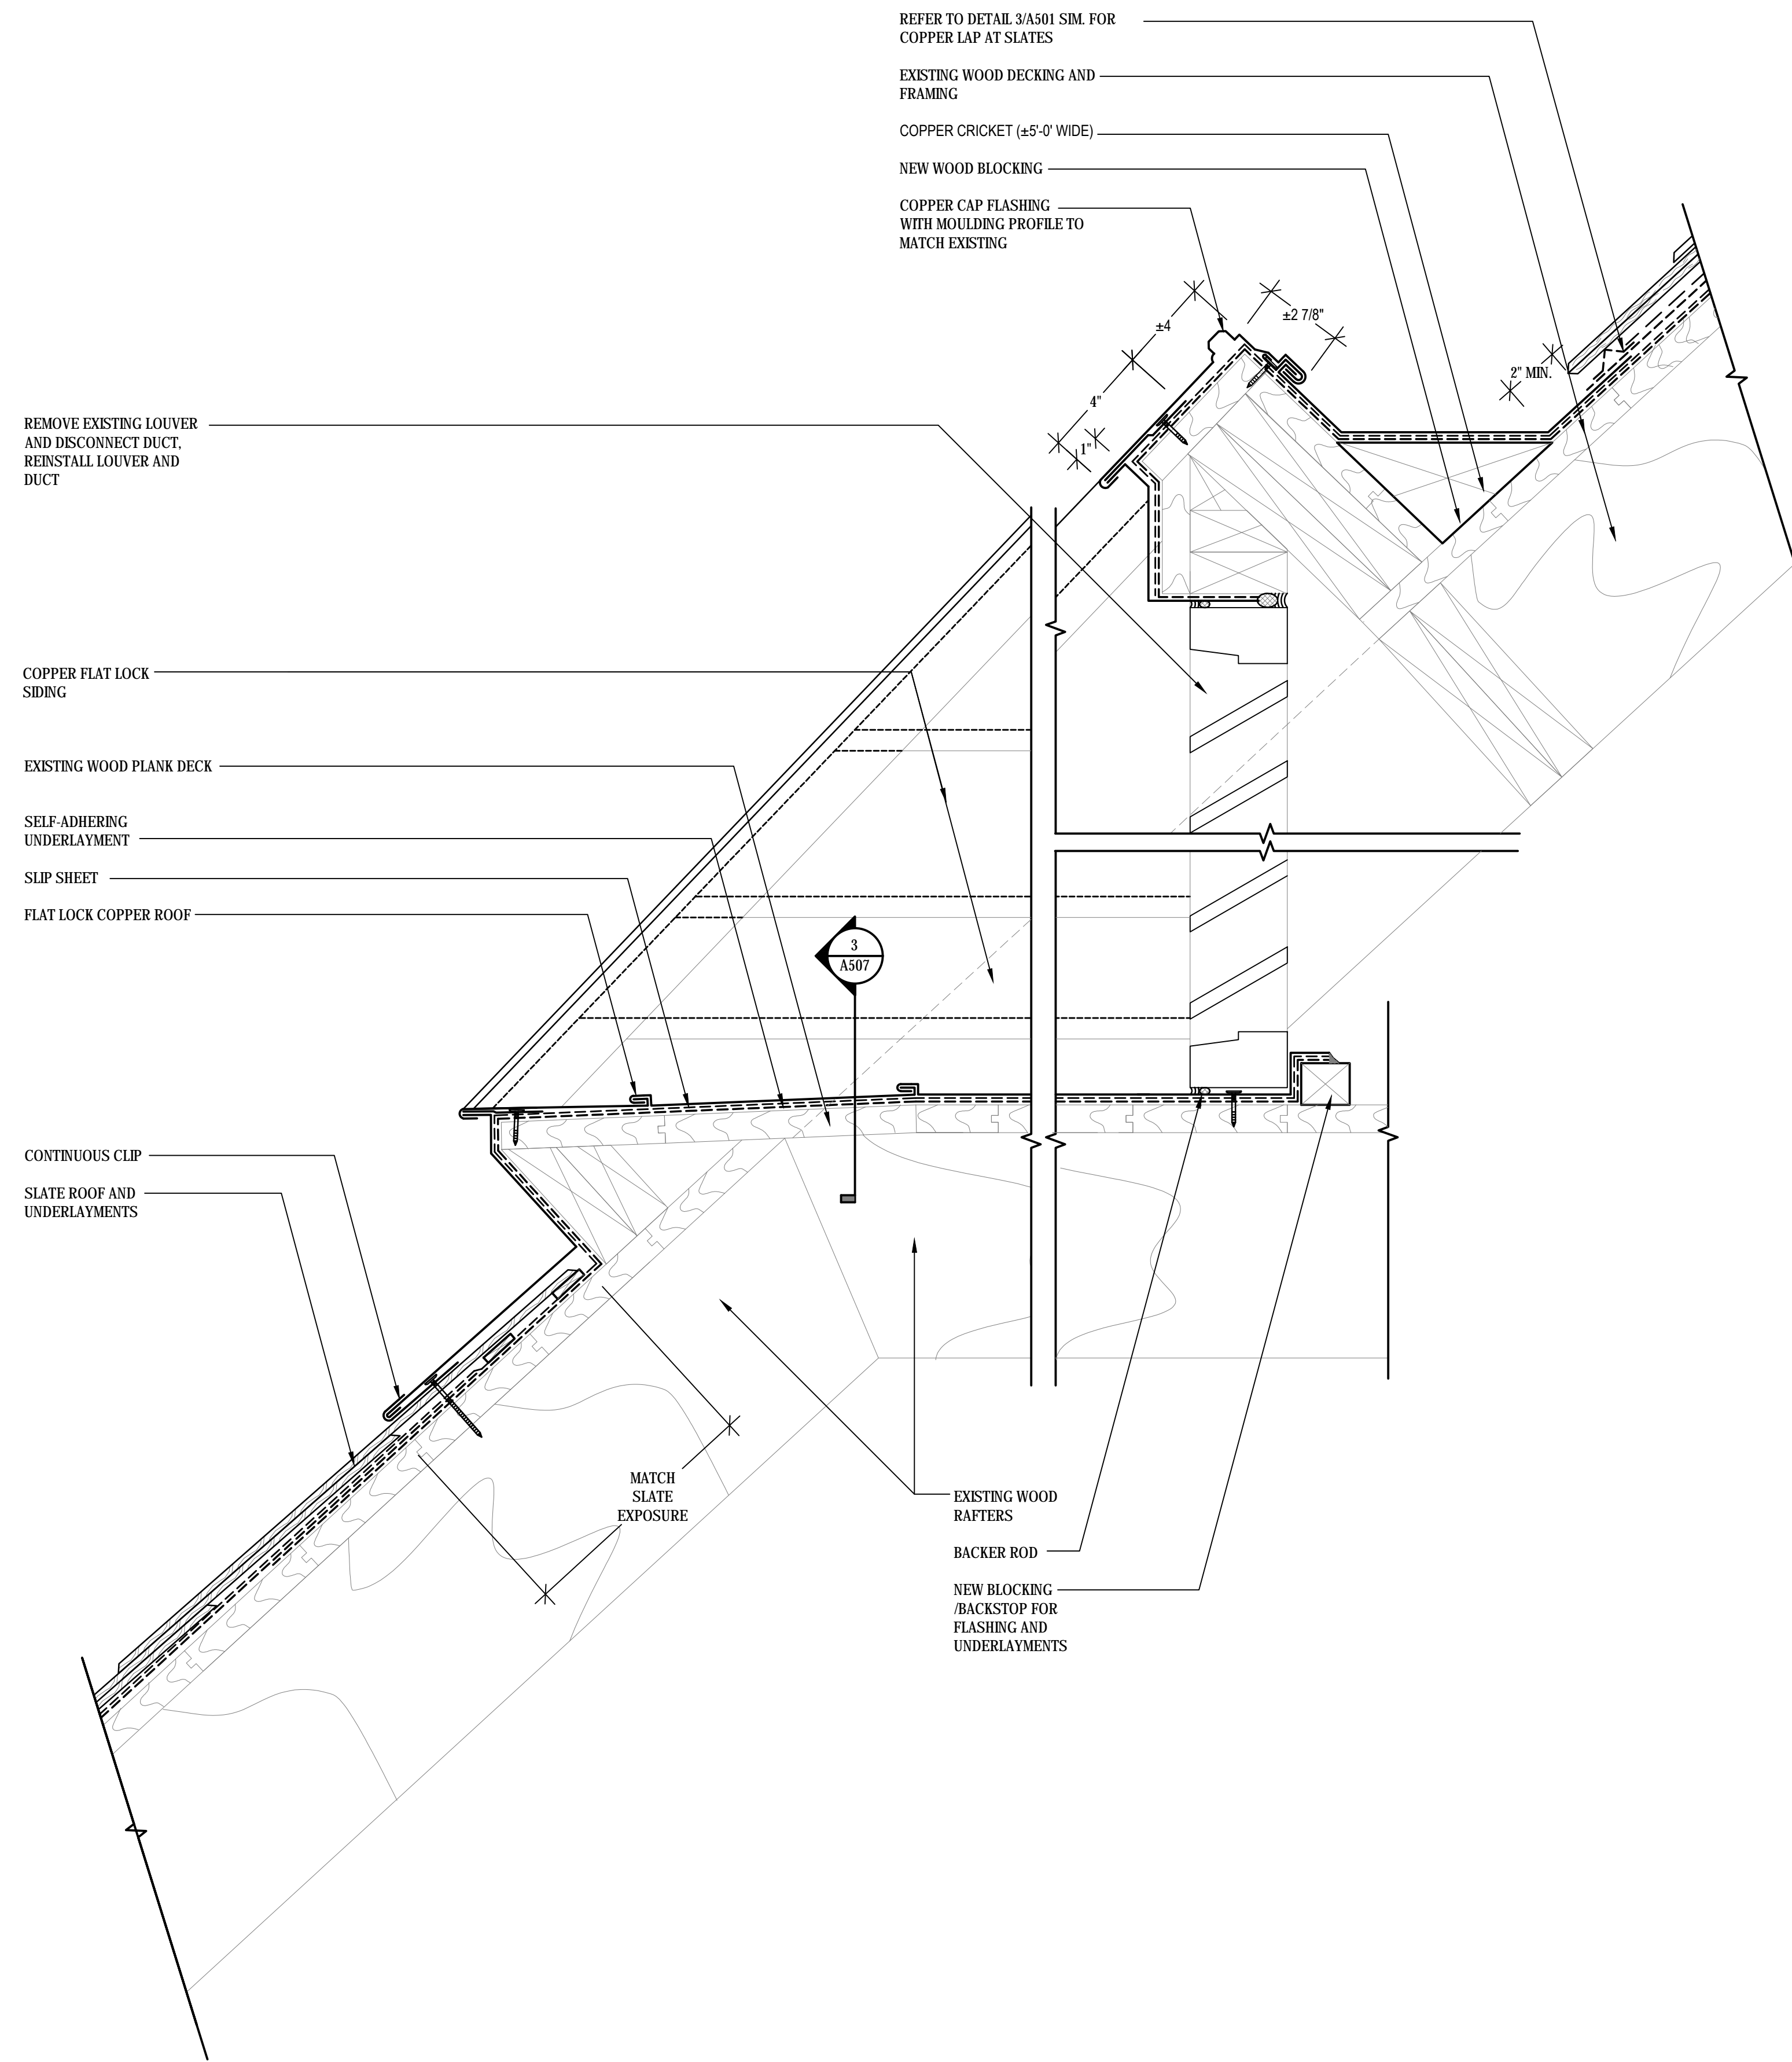 REFER TO DETAIL 3/A501 SIM. FOR
COPPER LAP AT SLATES
EXISTING WOOD DECKING AND
FRAMING
COPPER CRICKET (±5'-0' WIDE)
NEW WOOD BLOCKING
COPPER CAP FLASHING
WITH MOULDING PROFILE TO
MATCH EXISTING
±2 7/8"
±4
2" MIN.
4"
1"
REMOVE EXISTING LOUVER
AND DISCONNECT DUCT,
REINSTALL LOUVER AND
DUCT
COPPER FLAT LOCK
SIDING
EXISTING WOOD PLANK DECK
SELF-ADHERING
UNDERLAYMENT
SLIP SHEET
FLAT LOCK COPPER ROOF
3
A507
CONTINUOUS CLIP
SLATE ROOF AND
UNDERLAYMENTS
MATCH
SLATE
EXPOSURE
EXISTING WOOD
RAFTERS
BACKER ROD
NEW BLOCKING
/BACKSTOP FOR
FLASHING AND
UNDERLAYMENTS